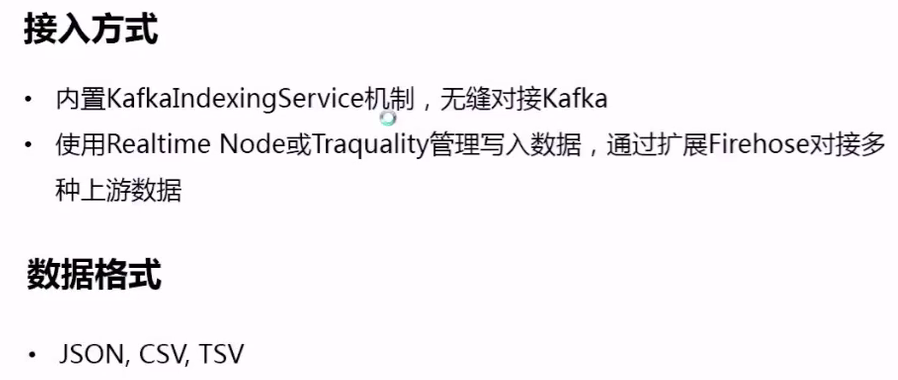 接入方式
• 内置KafkaIndexingService机制，无缝对接Kafka
• 使用Realtime Node或Traquality管理写入数据，通过扩展Firehose对接多
种上游数据
数据格式
• JSON, CSV, TSV